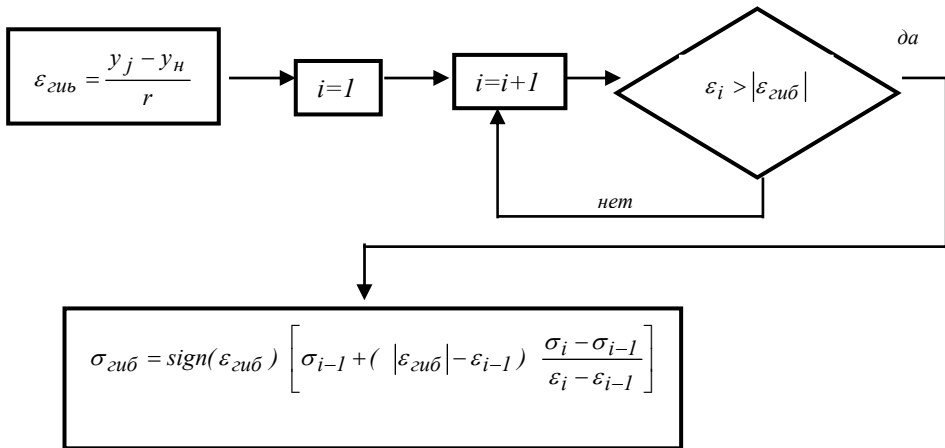 ε_гиь = (y_j − y_н) / r
i=1
i=i+1
ε_i > |ε_гиб|
да
нет
σ_гиб = sign(ε_гиб) [σ_{i−1} + ( |ε_гиб| − ε_{i−1}) (σ_i − σ_{i−1}) / (ε_i − ε_{i−1})]